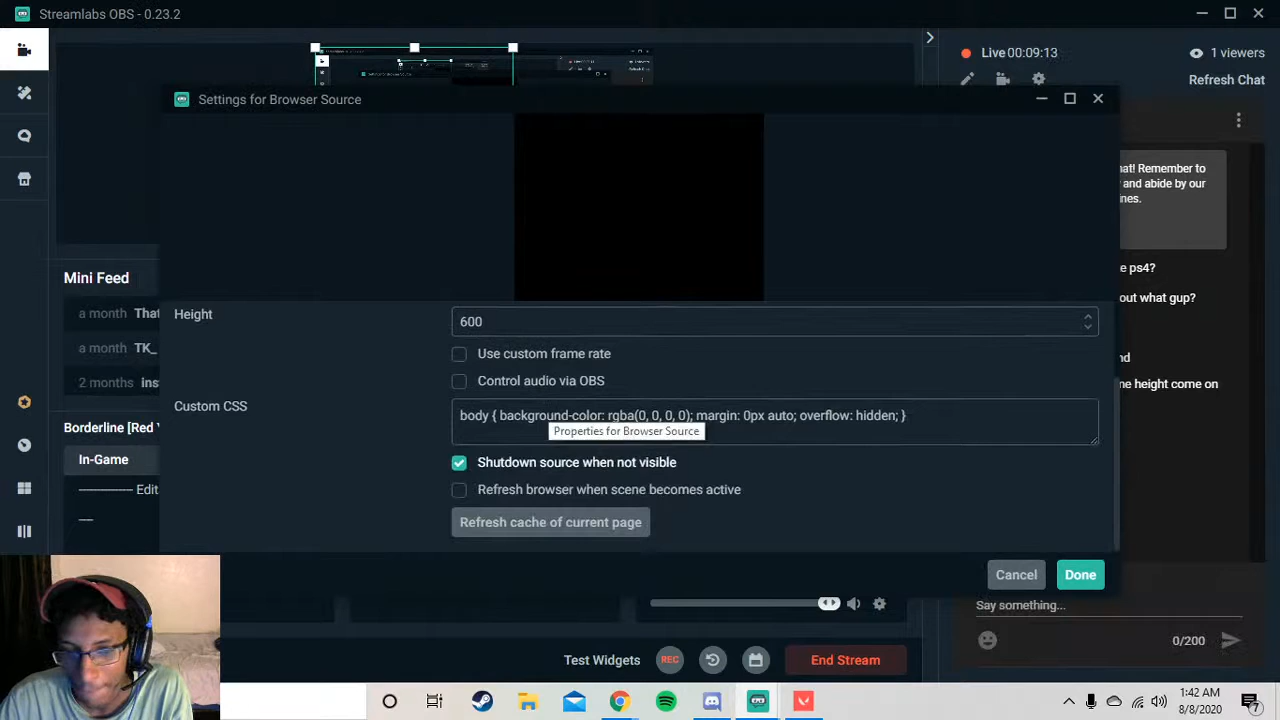 Streamlabs OBS - 0.23.2
Live 00:09:13
1 viewers
Refresh Chat
Settings for Browser Source
hat! Remember to
and abide by our
nes.
e ps4?
out what gup?
nd
ne height come on
Mini Feed
a month That
a month TK_
2 months ins
Height
600
Use custom frame rate
Control audio via OBS
Custom CSS
body { background-color: rgba(0, 0, 0, 0); margin: 0px auto; overflow: hidden; }
Properties for Browser Source
Shutdown source when not visible
Refresh browser when scene becomes active
Refresh cache of current page
Borderline [Red Y
In-Game
Edit
Cancel
Done
Say something...
0/200
Test Widgets
REC
End Stream
1:42 AM
8/8/2020
7